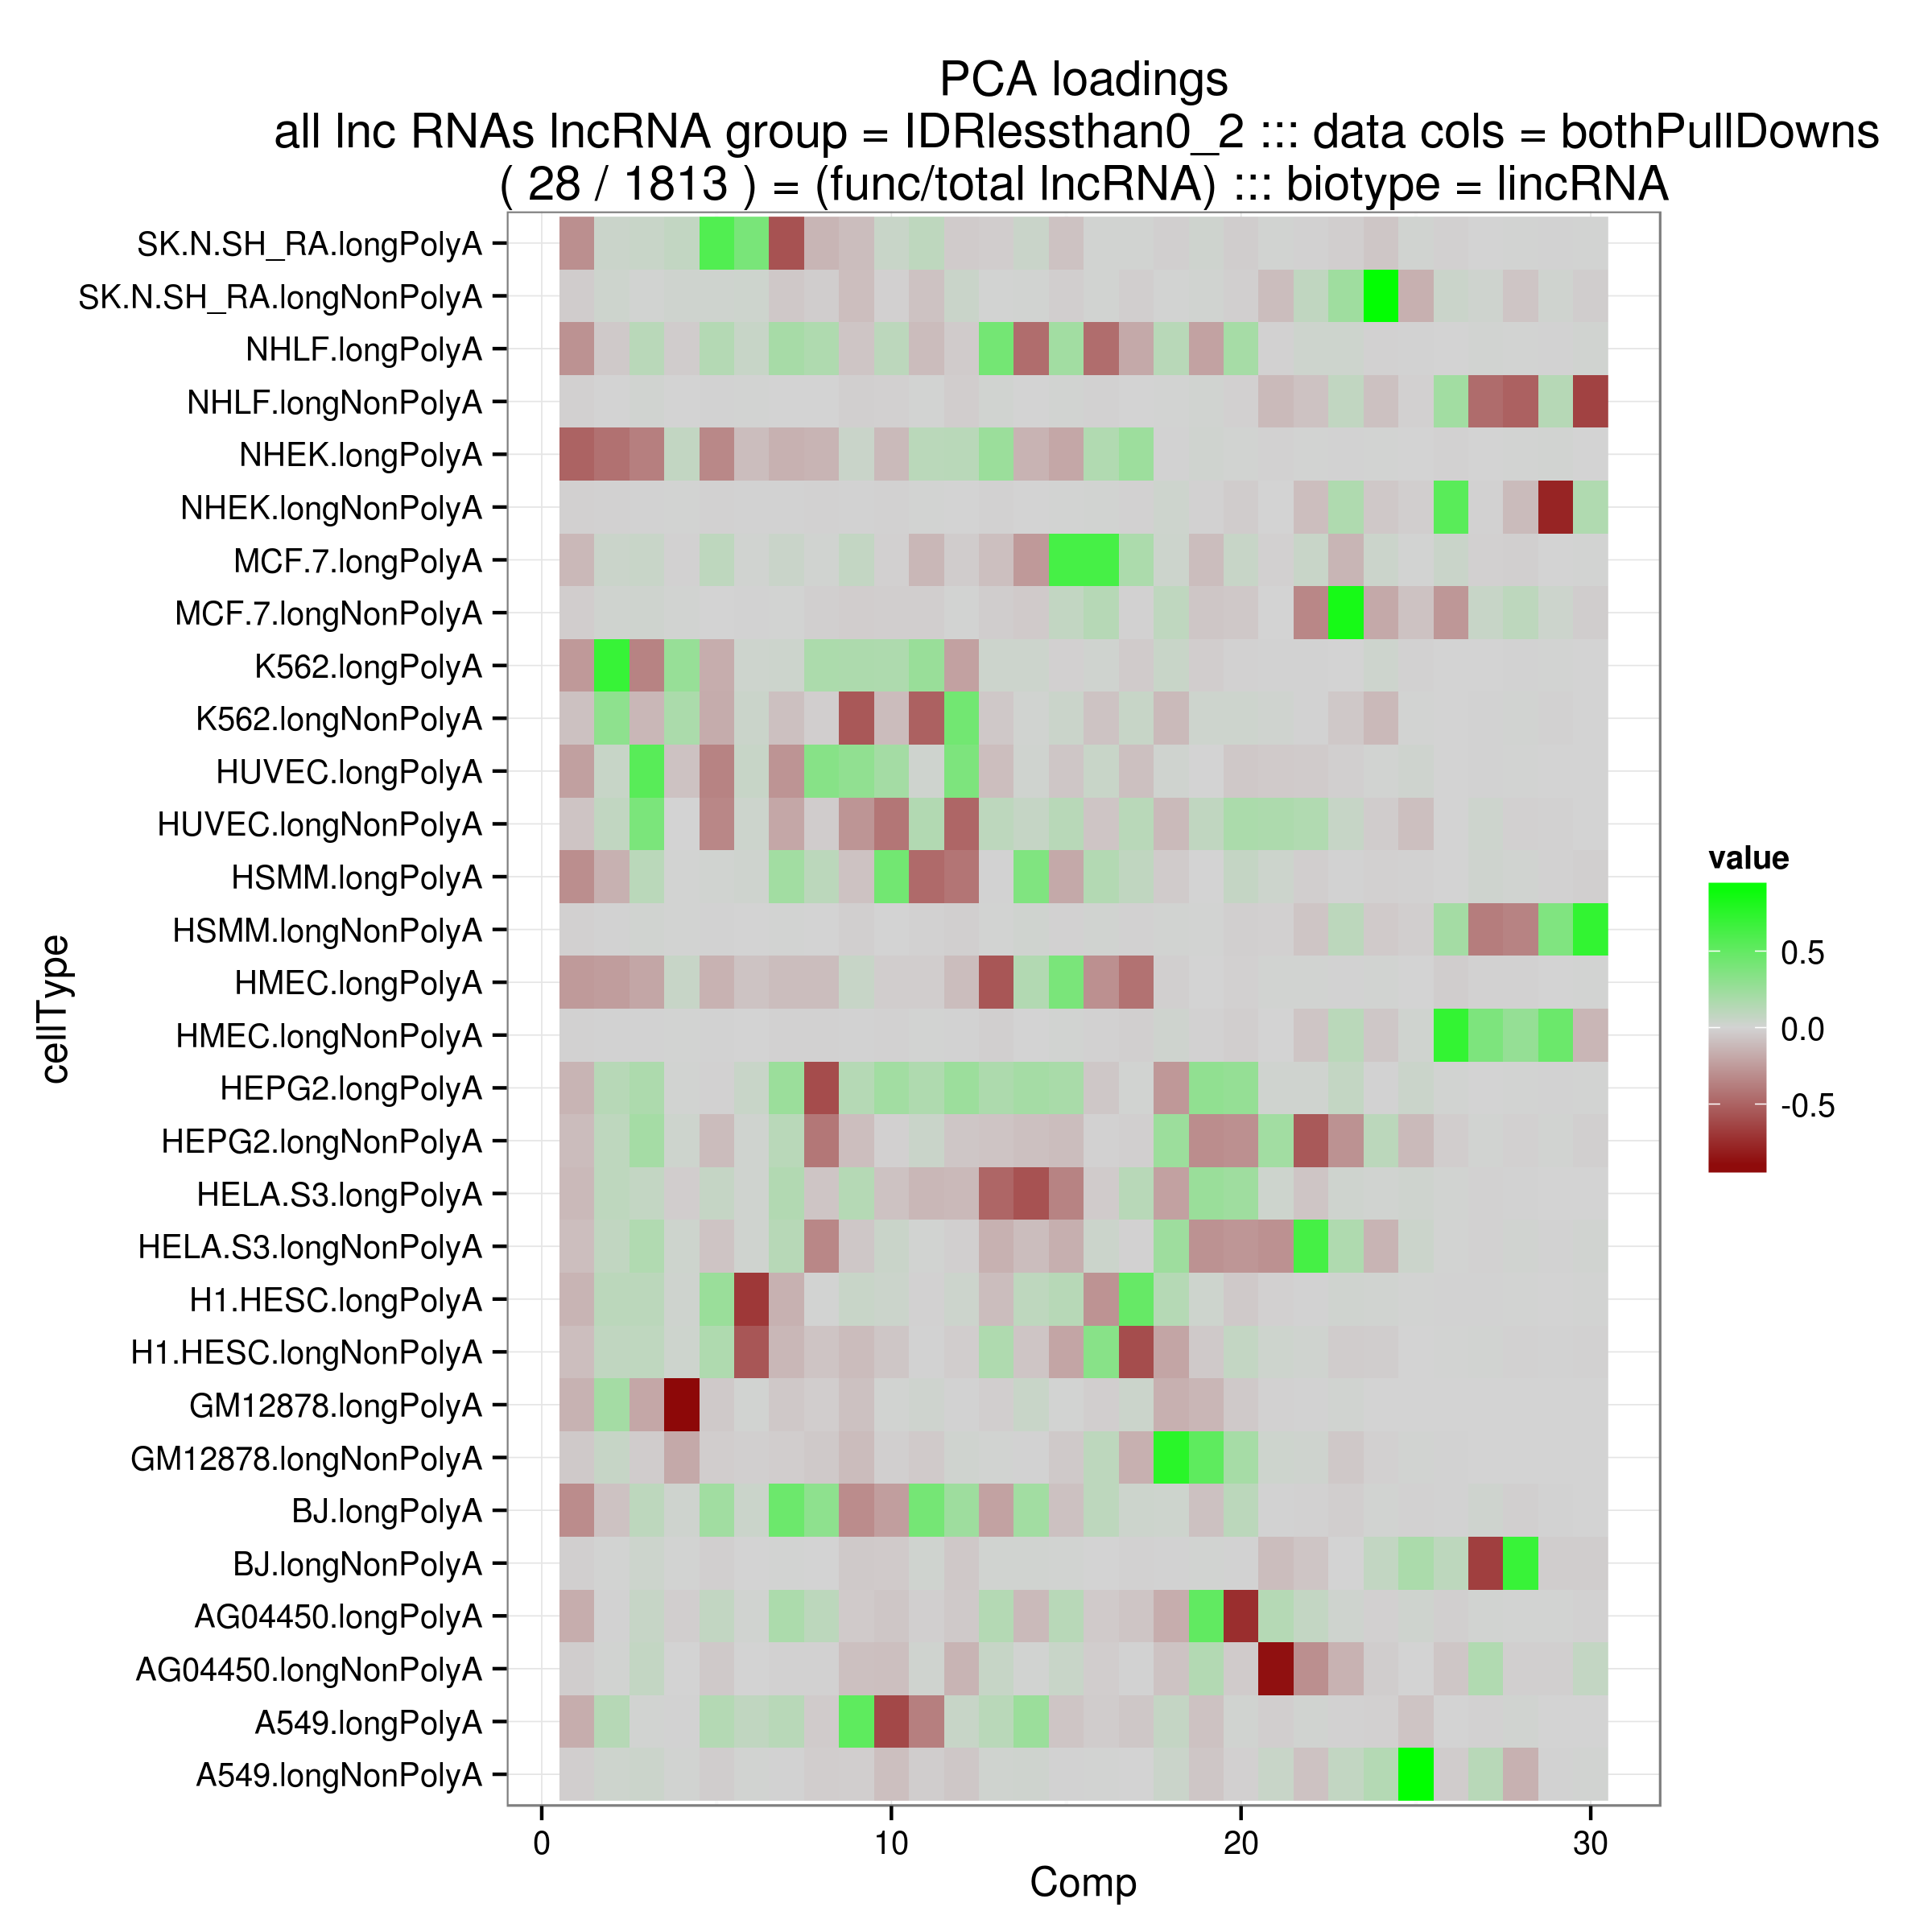 PCA loadings
all lnc RNAs lncRNA group = IDRlessthan0_2 ::: data cols = bothPullDowns
( 28 / 1813 ) = (func/total lncRNA) ::: biotype = lincRNA
cellType
SK.N.SH_RA.longPolyA
SK.N.SH_RA.longNonPolyA
NHLF.longPolyA
NHLF.longNonPolyA
NHEK.longPolyA
NHEK.longNonPolyA
MCF.7.longPolyA
MCF.7.longNonPolyA
K562.longPolyA
K562.longNonPolyA
HUVEC.longPolyA
HUVEC.longNonPolyA
HSMM.longPolyA
HSMM.longNonPolyA
HMEC.longPolyA
HMEC.longNonPolyA
HEPG2.longPolyA
HEPG2.longNonPolyA
HELA.S3.longPolyA
HELA.S3.longNonPolyA
H1.HESC.longPolyA
H1.HESC.longNonPolyA
GM12878.longPolyA
GM12878.longNonPolyA
BJ.longPolyA
BJ.longNonPolyA
AG04450.longPolyA
AG04450.longNonPolyA
A549.longPolyA
A549.longNonPolyA
0 10 20 30
Comp
value
0.5
0.0
-0.5